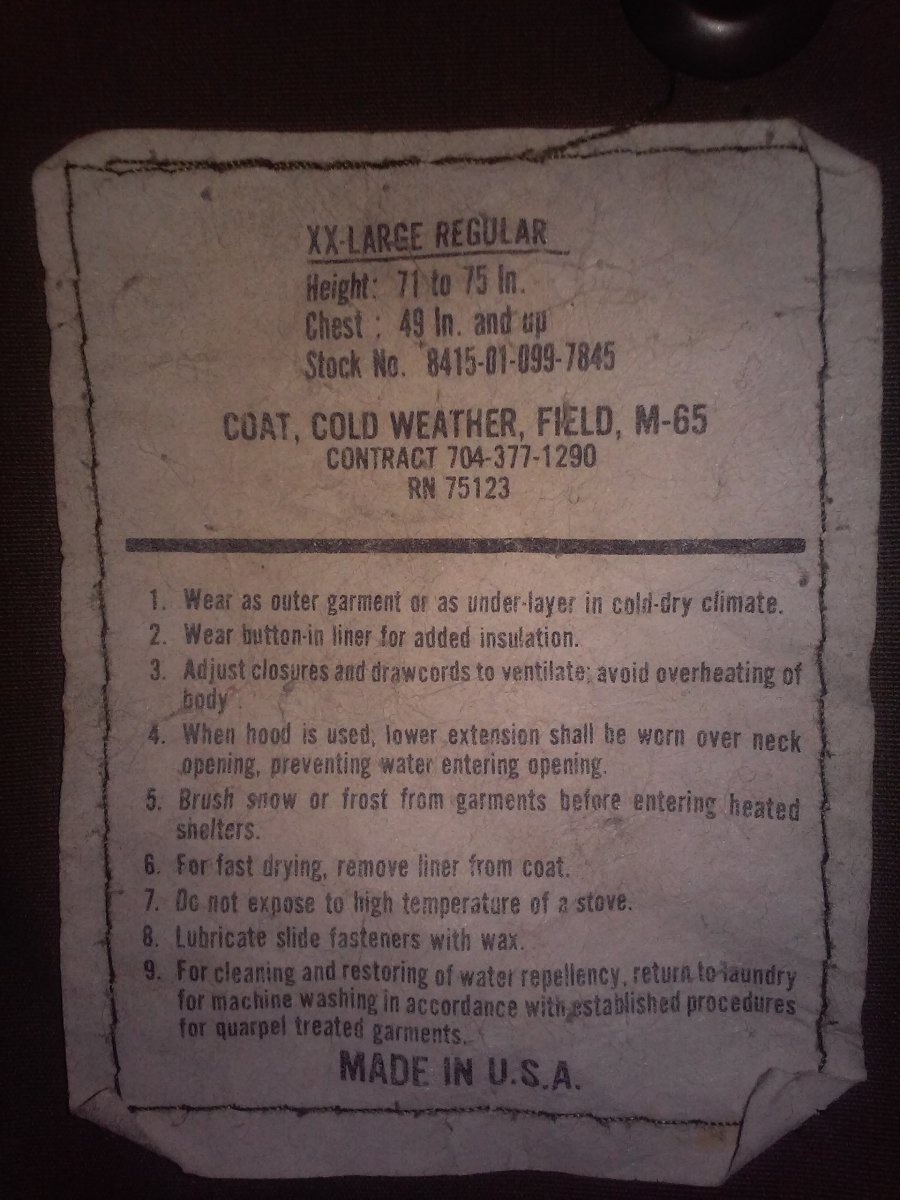 XX-LARGE REGULAR
Height: 71 to 75 In.
Chest : 49 In. and up
Stock No. 8415-01-099-7845
COAT, COLD WEATHER, FIELD, M-65
CONTRACT 704-377-1290
RN 75123
1. Wear as outer garment or as under-layer in cold-dry climate.
2. Wear button-in liner for added insulation.
3. Adjust closures and drawcords to ventilate; avoid overheating of
body
4. When hood is used, lower extension shall be worn over neck
opening, preventing water entering opening.
5. Brush snow or frost from garments before entering heated
shelters.
6. For fast drying, remove liner from coat.
7. Do not expose to high temperature of a stove.
8. Lubricate slide fasteners with wax.
9. For cleaning and restoring of water repellency, return to laundry
for machine washing in accordance with established procedures
for quarpel treated garments.
MADE IN U.S.A.